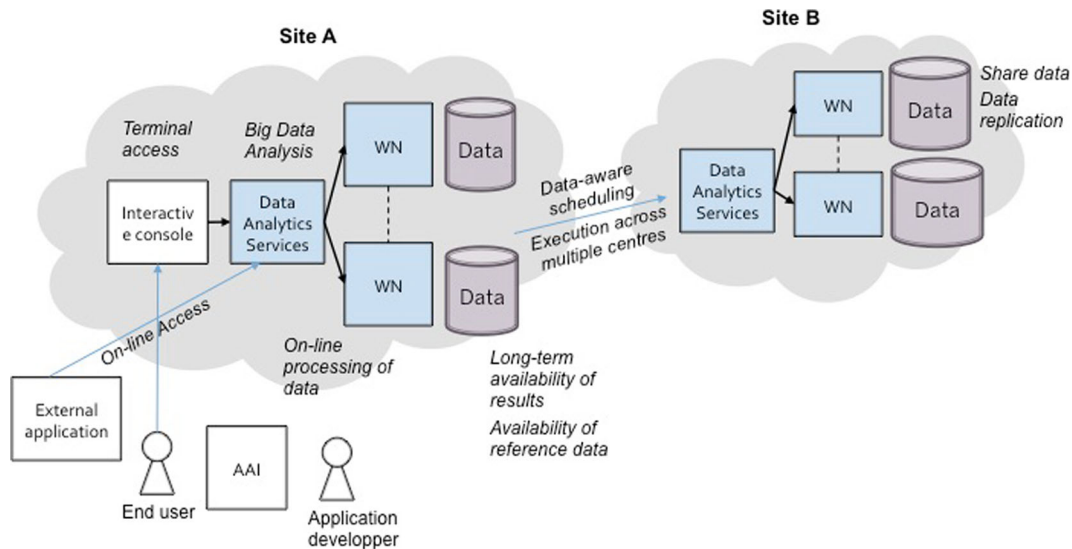 Site A
Site B
Terminal
access
Big Data
Analysis
WN
Data
Interactiv
e console
Data
Analytics
Services
WN
Data
Data-aware
scheduling
Execution across
multiple centres
Data
Analytics
Services
WN
Data
WN
Data
Share data
Data
replication
On-line Access
On-line
processing of
data
Long-term
availability of
results
Availability of
reference data
External
application
End user
AAI
Application
developper